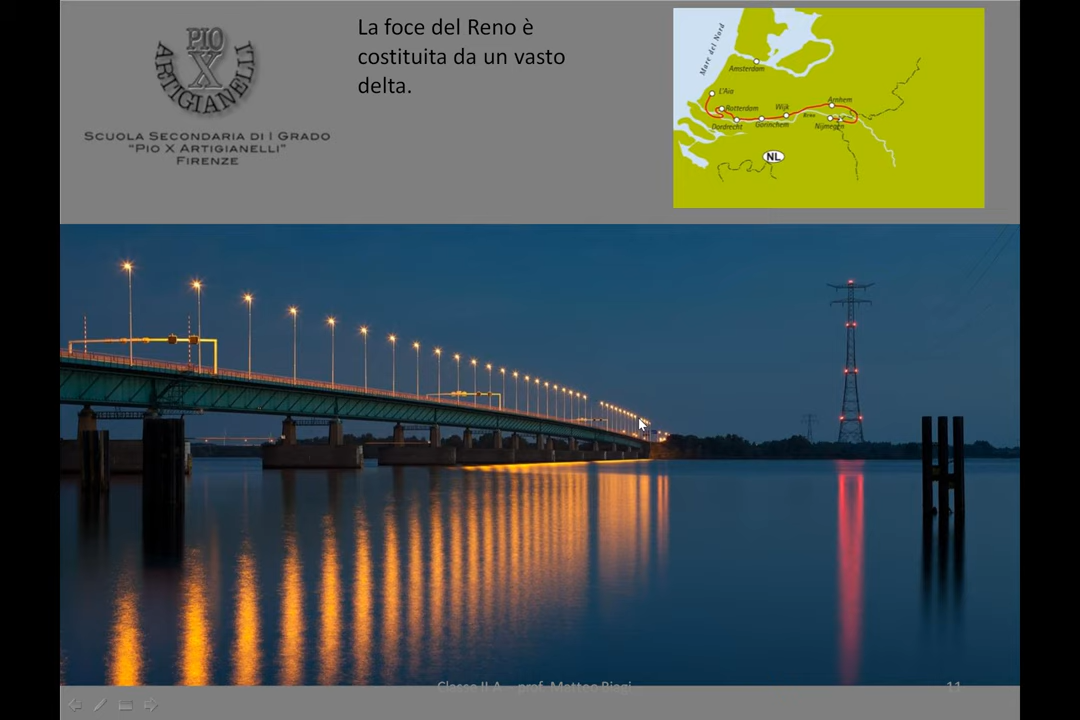 PIO
X
ARTIGIANELLI
SCUOLA SECONDARIA DI I GRADO
"PIO X ARTIGIANELLI"
FIRENZE
La foce del Reno è
costituita da un vasto
delta.
Mare del Nord
Amsterdam
L'Aia
Rotterdam
Dordrecht
Gorinchem
Wijk
Reno
Arnhem
Nijmegen
NL
Classe II A – prof. Matteo Biagi
11